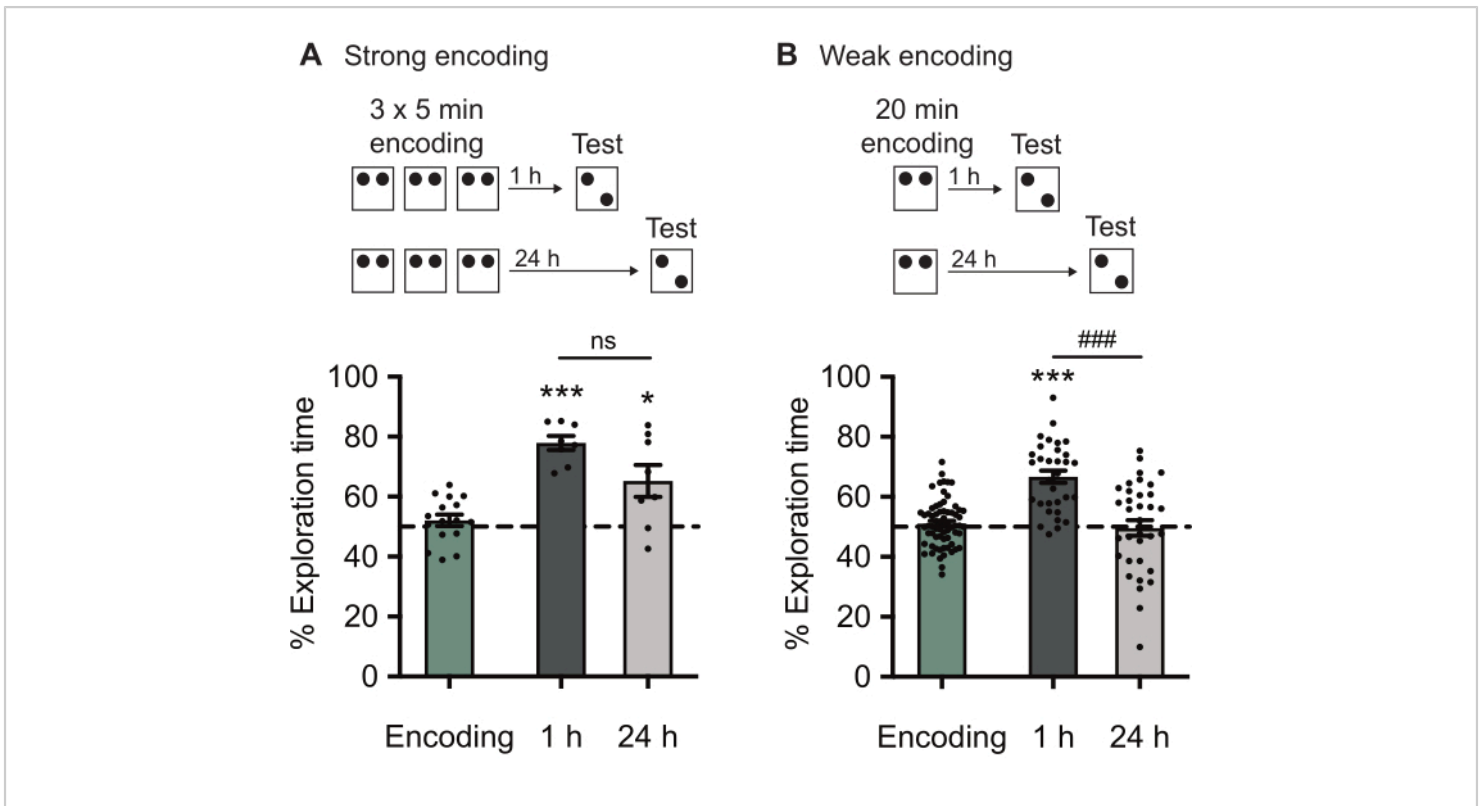 A Strong encoding
3 x 5 min
encoding
Test
1 h
Test
24 h
ns
***
*
100
80
60
40
20
0
% Exploration time
Encoding 1 h 24 h
B Weak encoding
20 min
encoding
Test
1 h
Test
24 h
###
***
100
80
60
40
20
0
% Exploration time
Encoding 1 h 24 h